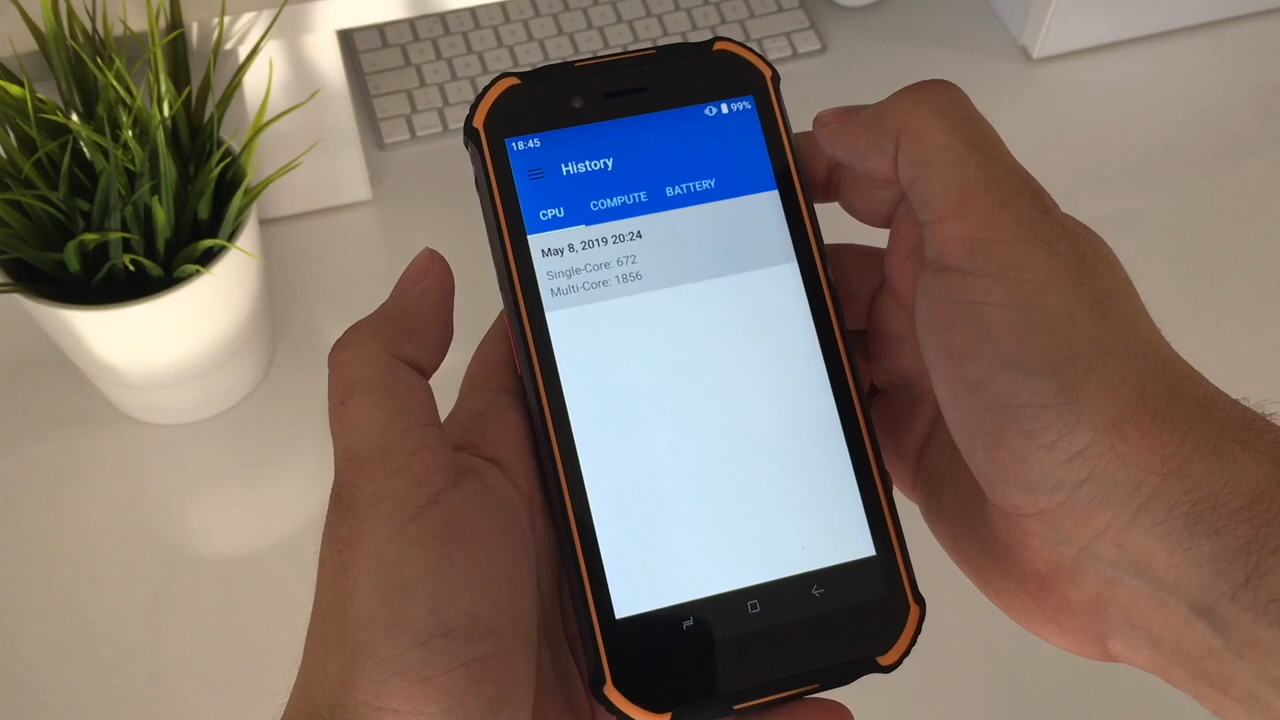 18:45 99%
History
CPU COMPUTE BATTERY
May 8, 2019 20:24
Single-Core: 672
Multi-Core: 1856